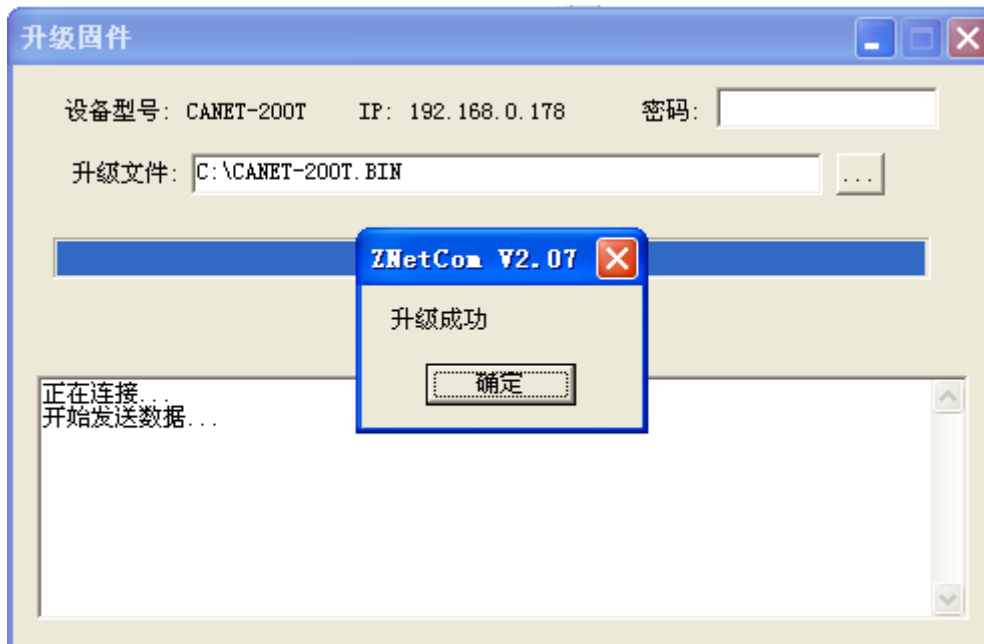 升级固件
设备型号: CANET-200T IP: 192.168.0.178 密码:
升级文件: C:\CANET-200T.BIN ...
ZNetCom V2.07
升级成功
确定
正在连接...
开始发送数据...